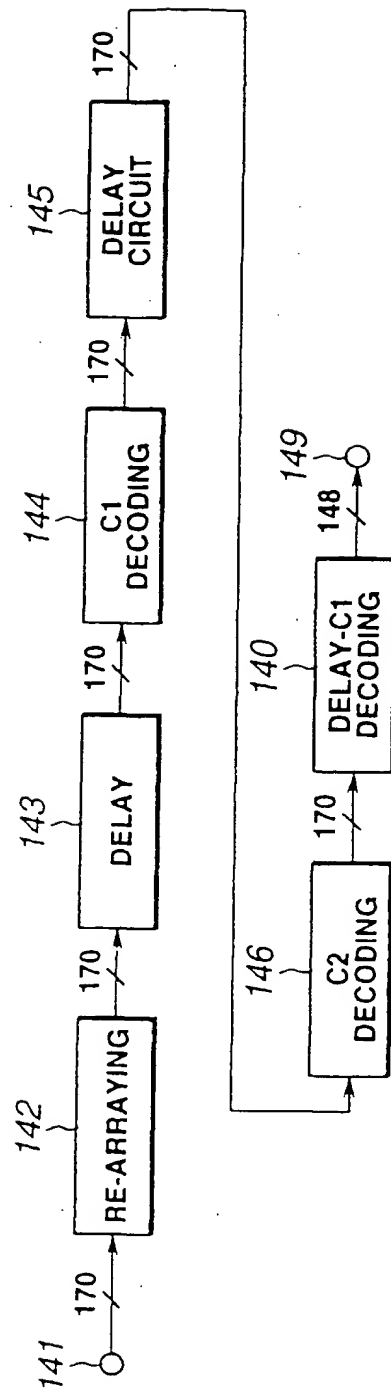 141
170
142
RE-ARRAYING
170
143
DELAY
170
144
C1
DECODING
170
145
DELAY
CIRCUIT
170
146
C2
DECODING
170
140
DELAY-C1
DECODING
148
149